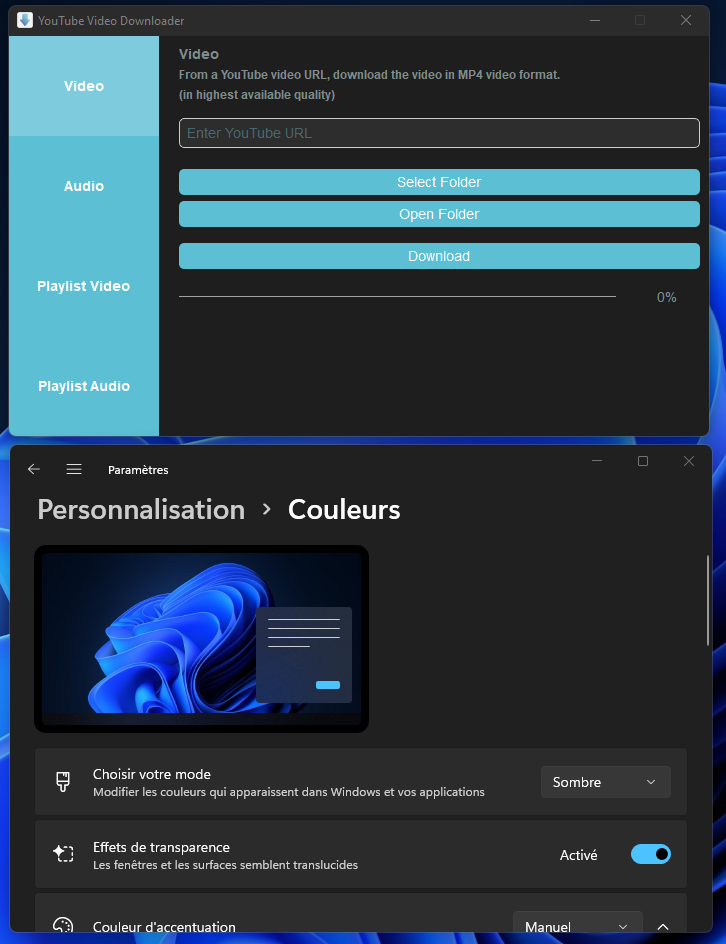 YouTube Video Downloader
Video
Video
From a YouTube video URL, download the video in MP4 video format.
(in highest available quality)
Enter YouTube URL
Audio
Select Folder
Open Folder
Download
Playlist Video
0%
Playlist Audio
Paramètres
Personnalisation > Couleurs
Choisir votre mode
Modifier les couleurs qui apparaissent dans Windows et vos applications
Sombre
Effets de transparence
Les fenêtres et les surfaces semblent translucides
Activé
Couleur d'accentuation
Manuel